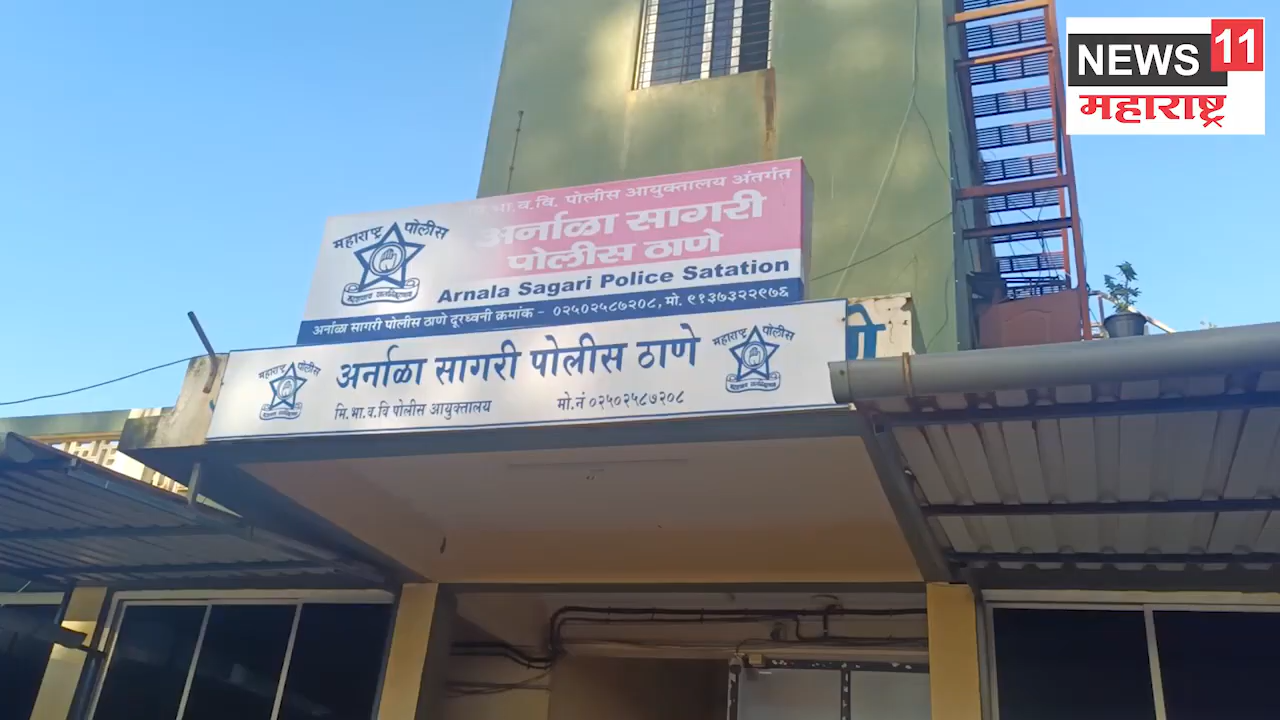 NEWS 11
महाराष्ट्र
मि.भा.व.वि. पोलीस आयुक्तालय अंतर्गत
महाराष्ट्र पोलीस
अर्नाळा सागरी
पोलीस ठाणे
Arnala Sagari Police Satation
अर्नाळा सागरी पोलीस ठाणे दूरध्वनी क्रमांक - ०२५०२५८७२०८, मो. ९१३७३२२९७६
महाराष्ट्र पोलीस
अर्नाळा सागरी पोलीस ठाणे
महाराष्ट्र पोलीस
मि.भा.व.वि पोलीस आयुक्तालय मो.नं ०२५०२५८७२०८